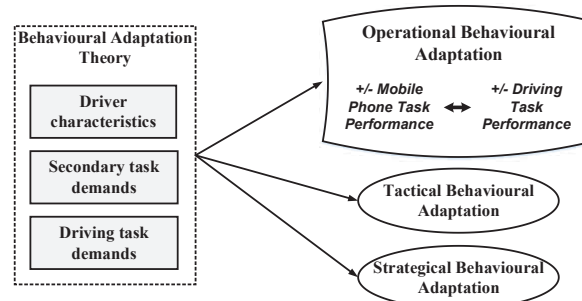 Behavioural Adaptation
Theory
Driver
characteristics
Secondary task
demands
Driving task
demands
Operational Behavioural
Adaptation
+/- Mobile
Phone Task
Performance
+/- Driving
Task
Performance
Tactical Behavioural
Adaptation
Strategical Behavioural
Adaptation